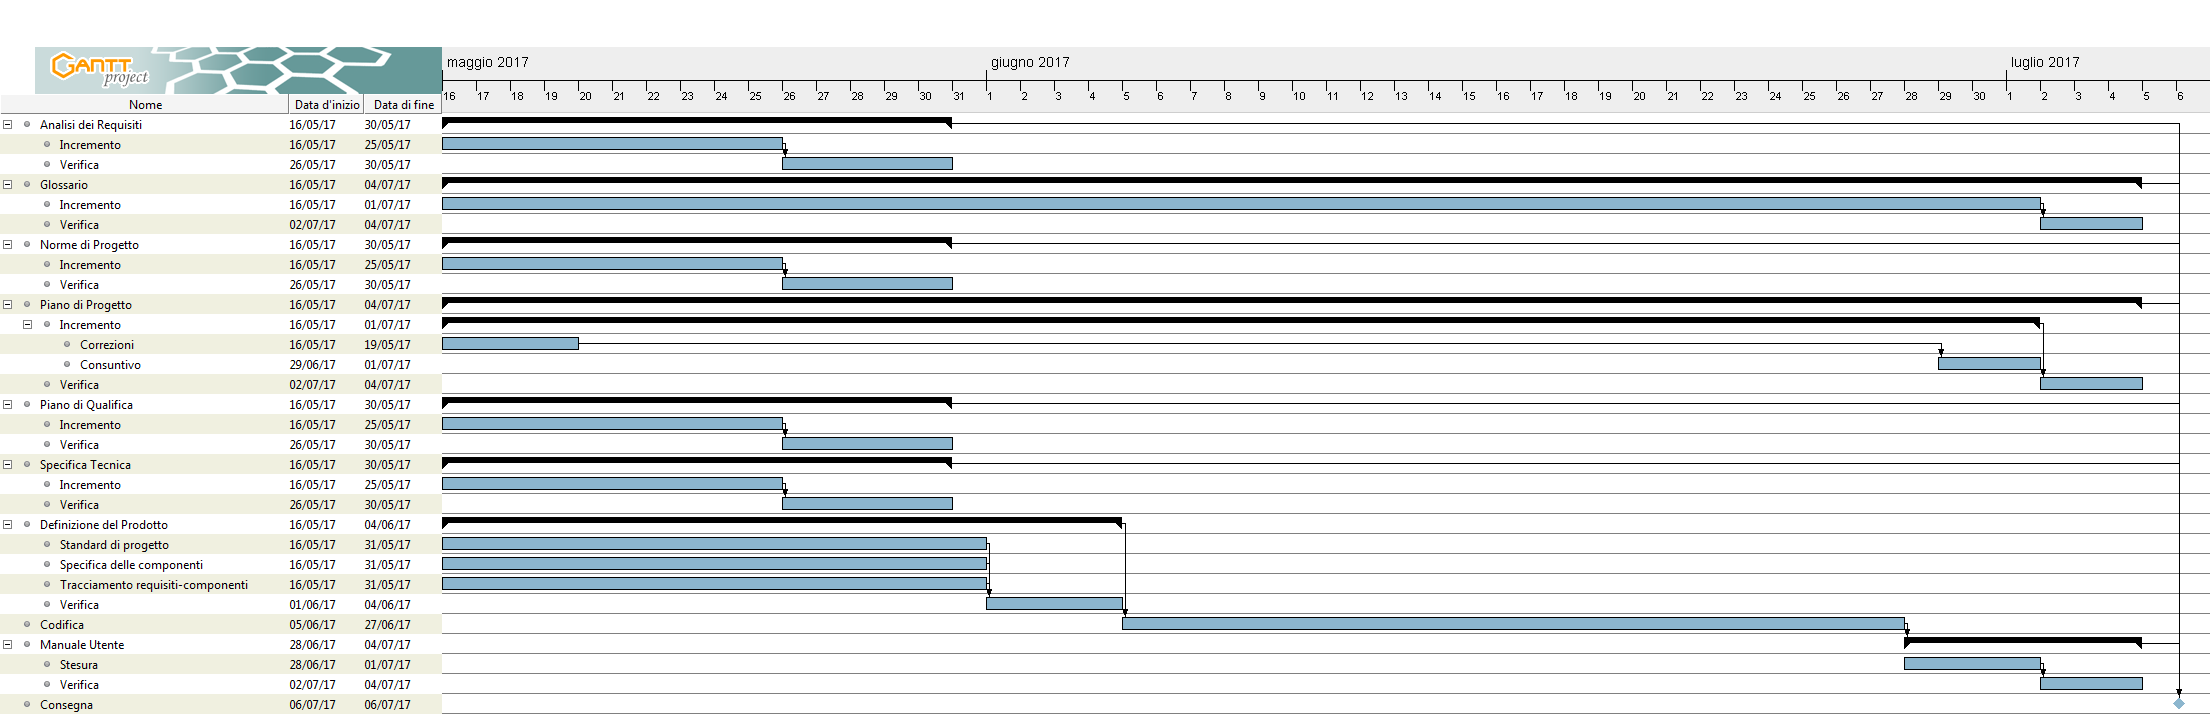 GANTT project
maggio 2017 giugno 2017 luglio 2017
Nome Data d'inizio Data di fine 16 17 18 19 20 21 22 23 24 25 26 27 28 29 30 31 1 2 3 4 5 6 7 8 9 10 11 12 13 14 15 16 17 18 19 20 21 22 23 24 25 26 27 28 29 30 1 2 3 4 5 6
Analisi dei Requisiti 16/05/17 30/05/17
Incremento 16/05/17 25/05/17
Verifica 26/05/17 30/05/17
Glossario 16/05/17 04/07/17
Incremento 16/05/17 01/07/17
Verifica 02/07/17 04/07/17
Norme di Progetto 16/05/17 30/05/17
Incremento 16/05/17 25/05/17
Verifica 26/05/17 30/05/17
Piano di Progetto 16/05/17 04/07/17
Incremento 16/05/17 01/07/17
Correzioni 16/05/17 19/05/17
Consuntivo 29/06/17 01/07/17
Verifica 02/07/17 04/07/17
Piano di Qualifica 16/05/17 30/05/17
Incremento 16/05/17 25/05/17
Verifica 26/05/17 30/05/17
Specifica Tecnica 16/05/17 30/05/17
Incremento 16/05/17 25/05/17
Verifica 26/05/17 30/05/17
Definizione del Prodotto 16/05/17 04/06/17
Standard di progetto 16/05/17 31/05/17
Specifica delle componenti 16/05/17 31/05/17
Tracciamento requisiti-componenti 16/05/17 31/05/17
Verifica 01/06/17 04/06/17
Codifica 05/06/17 27/06/17
Manuale Utente 28/06/17 04/07/17
Stesura 28/06/17 01/07/17
Verifica 02/07/17 04/07/17
Consegna 06/07/17 06/07/17